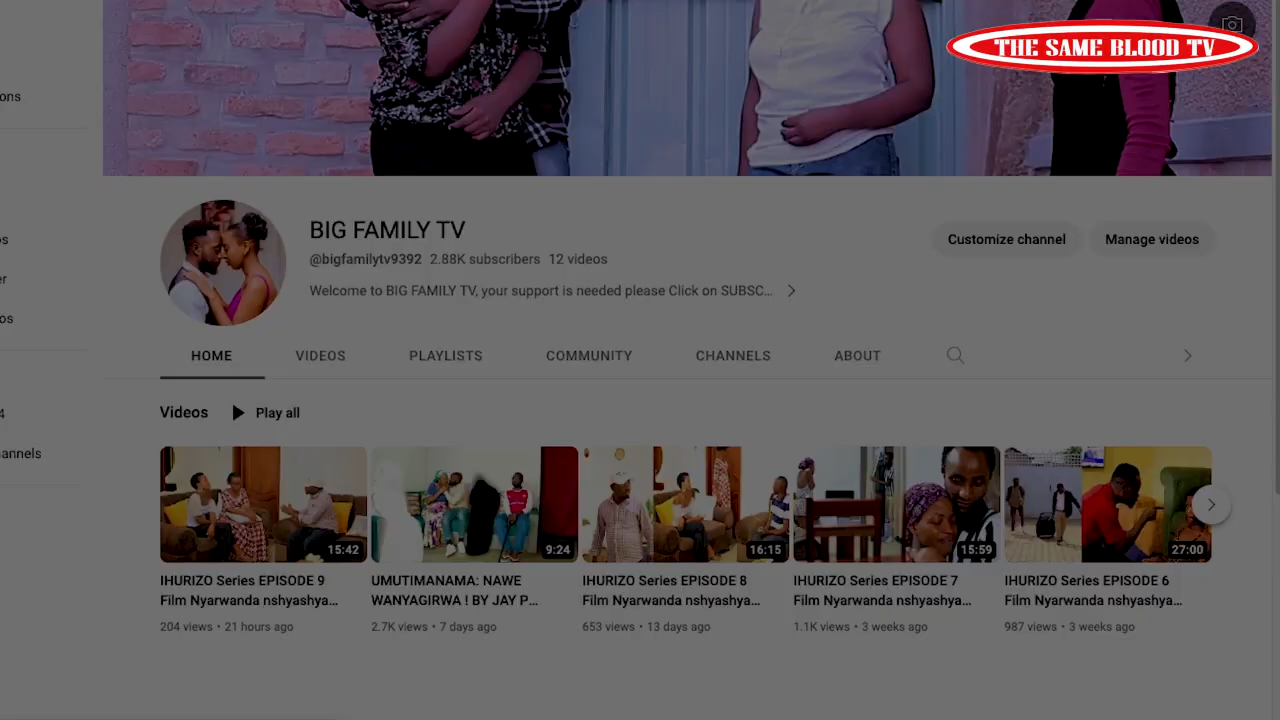 THE SAME BLOOD TV
ons
BIG FAMILY TV
@bigfamilytv9392 2.88K subscribers 12 videos
Customize channel
Manage videos
Welcome to BIG FAMILY TV, your support is needed please Click on SUBSC...
s
er
os
HOME VIDEOS PLAYLISTS COMMUNITY CHANNELS ABOUT
4
annels
Videos Play all
15:42
9:24
16:15
15:59
27:00
IHURIZO Series EPISODE 9
Film Nyarwanda nshyashya...
204 views • 21 hours ago
UMUTIMANAMA: NAWE
WANYAGIRWA ! BY JAY P...
2.7K views • 7 days ago
IHURIZO Series EPISODE 8
Film Nyarwanda nshyashya...
653 views • 13 days ago
IHURIZO Series EPISODE 7
Film Nyarwanda nshyashya...
1.1K views • 3 weeks ago
IHURIZO Series EPISODE 6
Film Nyarwanda nshyashya...
987 views • 3 weeks ago